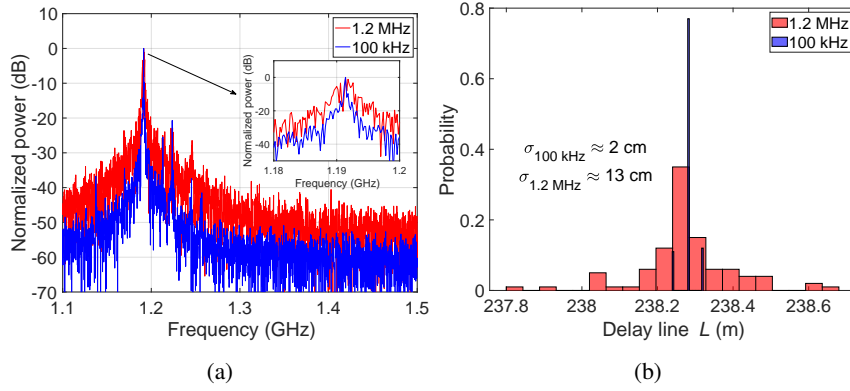 10
0
-10
-20
-30
-40
-50
-60
-70
Normalized power (dB)
1.1
1.2
1.3
1.4
1.5
Frequency (GHz)
1.2 MHz
100 kHz
10
0
-20
-40
-50
Normalized power (dB)
1.18
1.19
1.2
Frequency (GHz)
(a)
0.8
0.6
0.4
0.2
0
Probability
237.8
238
238.2
238.4
238.6
Delay line L (m)
1.2 MHz
100 kHz
σ100 kHz ≈ 2 cm
σ1.2 MHz ≈ 13 cm
(b)